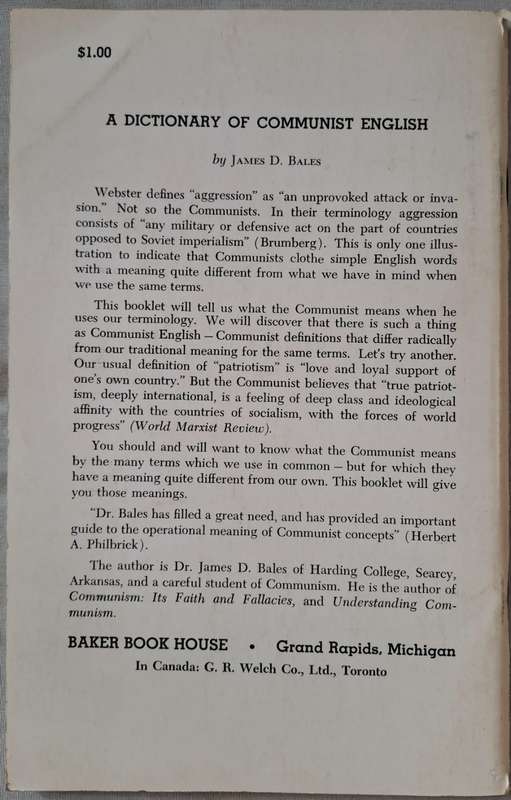 $1.00
A DICTIONARY OF COMMUNIST ENGLISH
by JAMES D. BALES
Webster defines "aggression" as "an unprovoked attack or inva-
sion." Not so the Communists. In their terminology aggression
consists of "any military or defensive act on the part of countries
opposed to Soviet imperialism" (Brumberg). This is only one illus-
tration to indicate that Communists clothe simple English words
with a meaning quite different from what we have in mind when
we use the same terms.
This booklet will tell us what the Communist means when he
uses our terminology. We will discover that there is such a thing
as Communist English – Communist definitions that differ radically
from our traditional meaning for the same terms. Let's try another.
Our usual definition of "patriotism" is "love and loyal support of
one's own country." But the Communist believes that "true patriot-
ism, deeply international, is a feeling of deep class and ideological
affinity with the countries of socialism, with the forces of world
progress" (World Marxist Review).
You should and will want to know what the Communist means
by the many terms which we use in common – but for which they
have a meaning quite different from our own. This booklet will give
you those meanings.
"Dr. Bales has filled a great need, and has provided an important
guide to the operational meaning of Communist concepts" (Herbert
A. Philbrick).
The author is Dr. James D. Bales of Harding College, Searcy,
Arkansas, and a careful student of Communism. He is the author of
Communism: Its Faith and Fallacies, and Understanding Com-
munism.
BAKER BOOK HOUSE • Grand Rapids, Michigan
In Canada: G. R. Welch Co., Ltd., Toronto